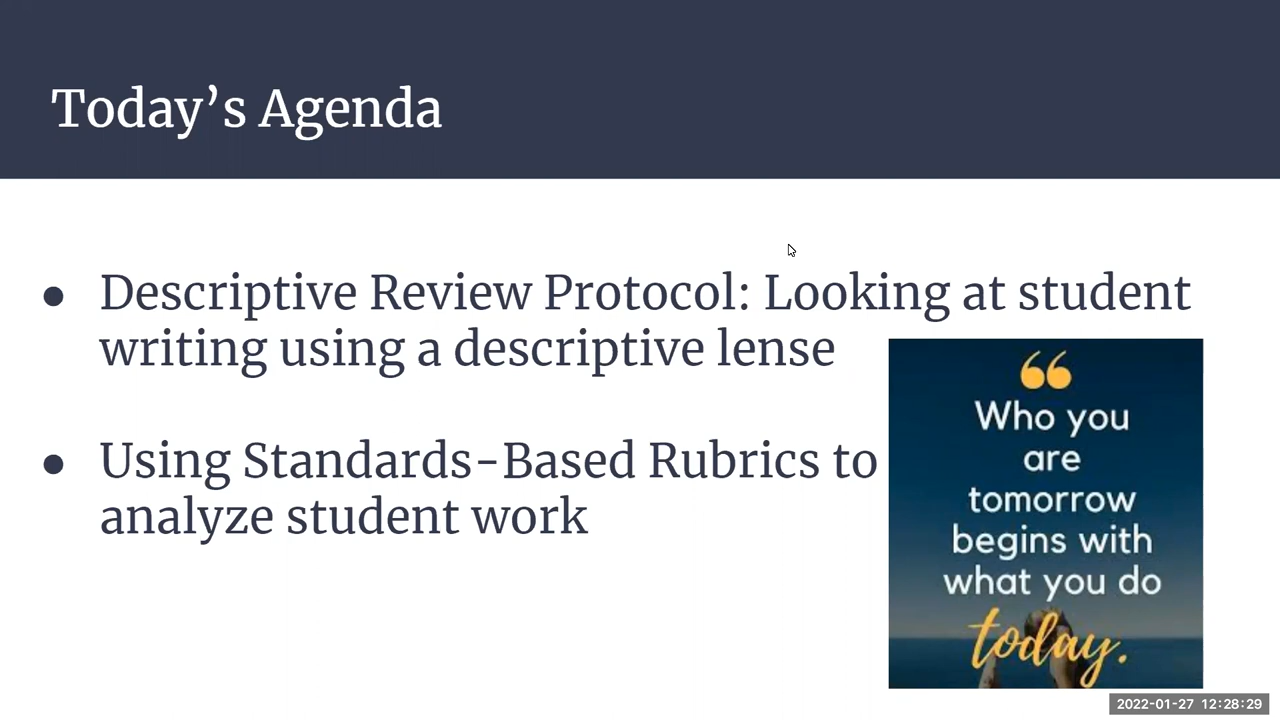 Today’s Agenda
● Descriptive Review Protocol: Looking at student
writing using a descriptive lense
● Using Standards-Based Rubrics to
analyze student work
“
Who you
are
tomorrow
begins with
what you do
today.
2022-01-27 12:28:29